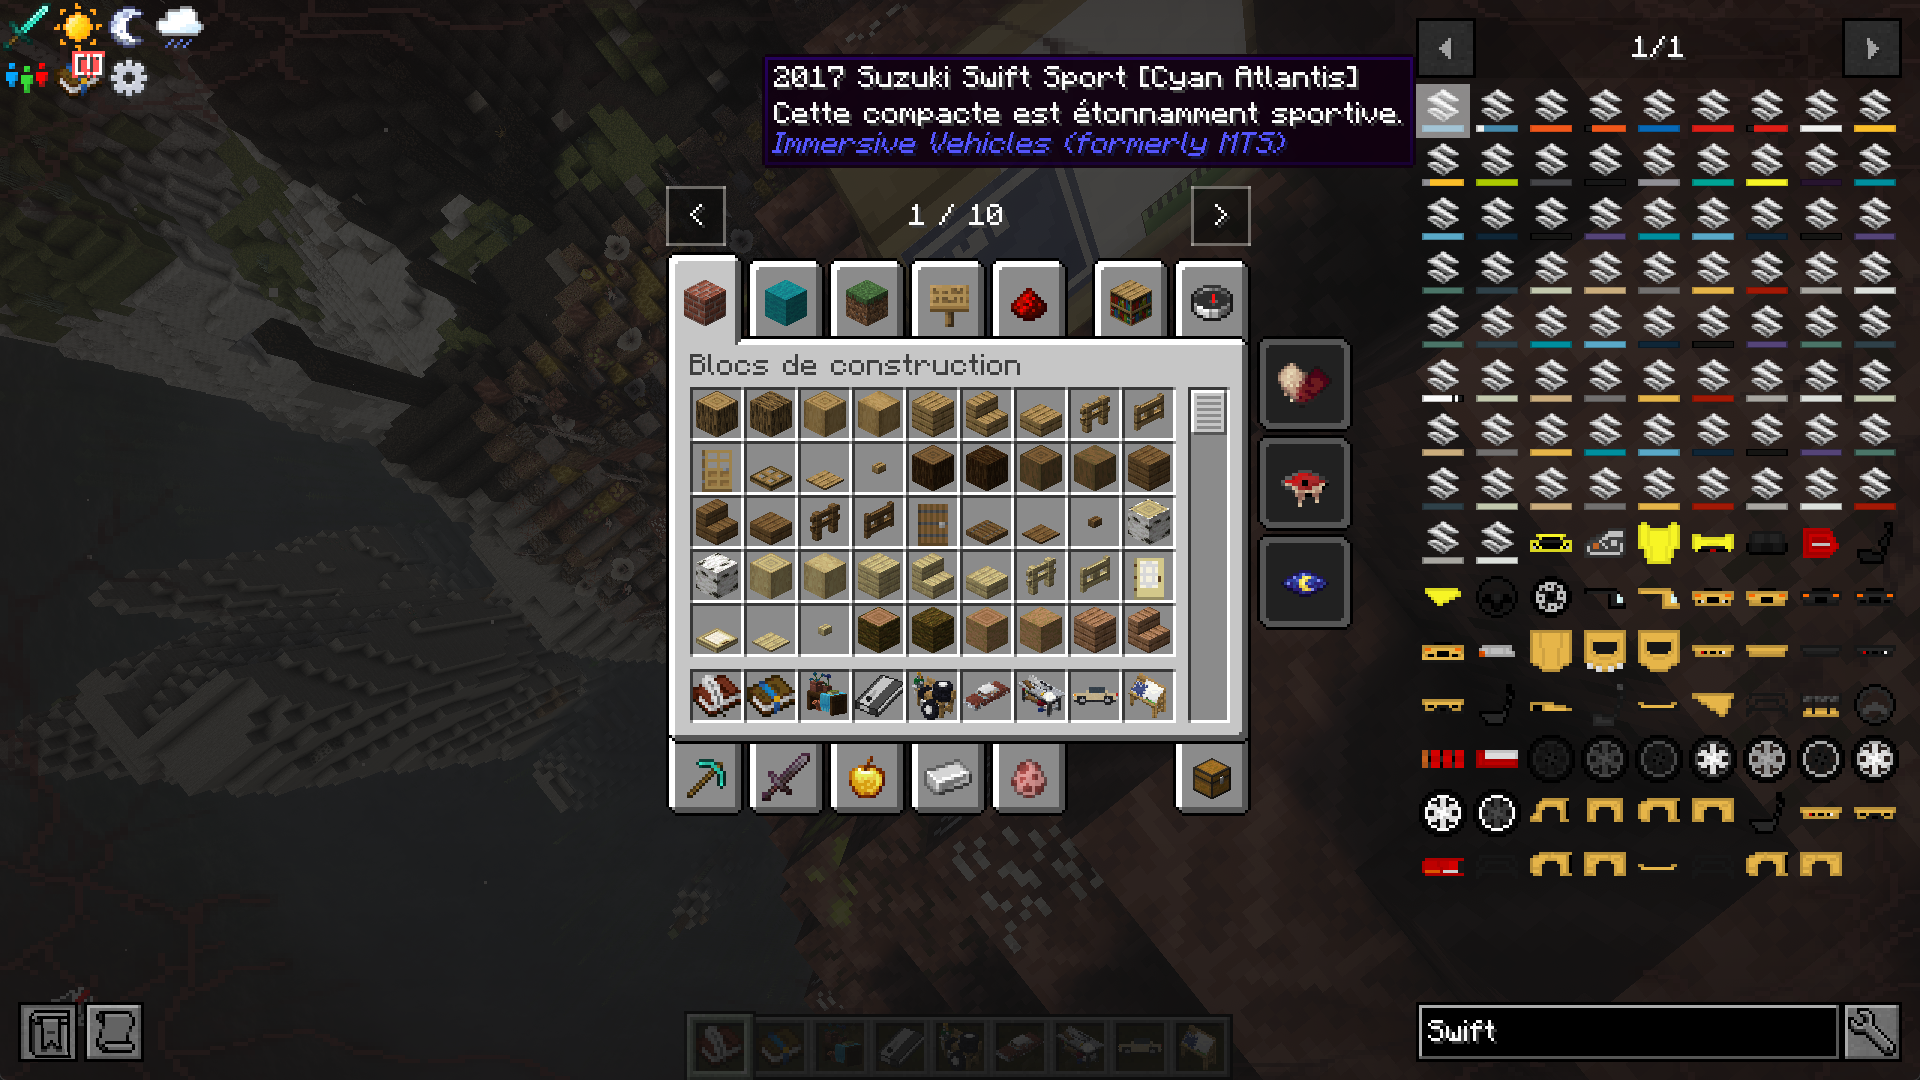 2017 Suzuki Swift Sport [Cyan Atlantis]
Cette compacte est étonnamment sportive.
Immersive Vehicles (formerly MTS)
1/1
1 / 10
Blocs de construction
Swift